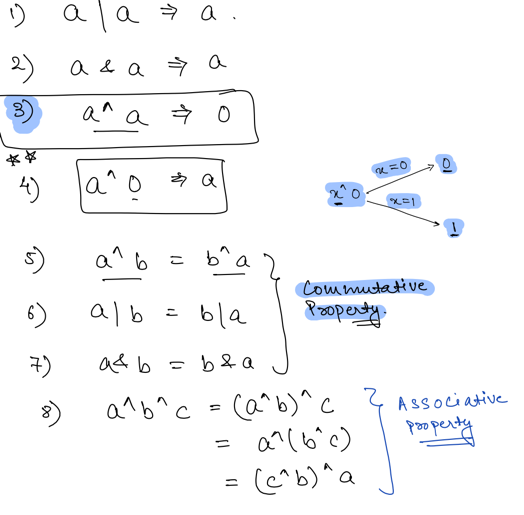 1) a | a ⇒ a.
2) a & a ⇒ a
3) a^a ⇒ 0
4) a^0 ⇒ a
x^0
x=0
0
x=1
1
5) a^b = b^a
6) a|b = b|a
7) a&b = b&a
Commutative
Property.
8) a^b^c = (a^b)^c
= a^(b^c)
= (c^b)^a
Associative
Property